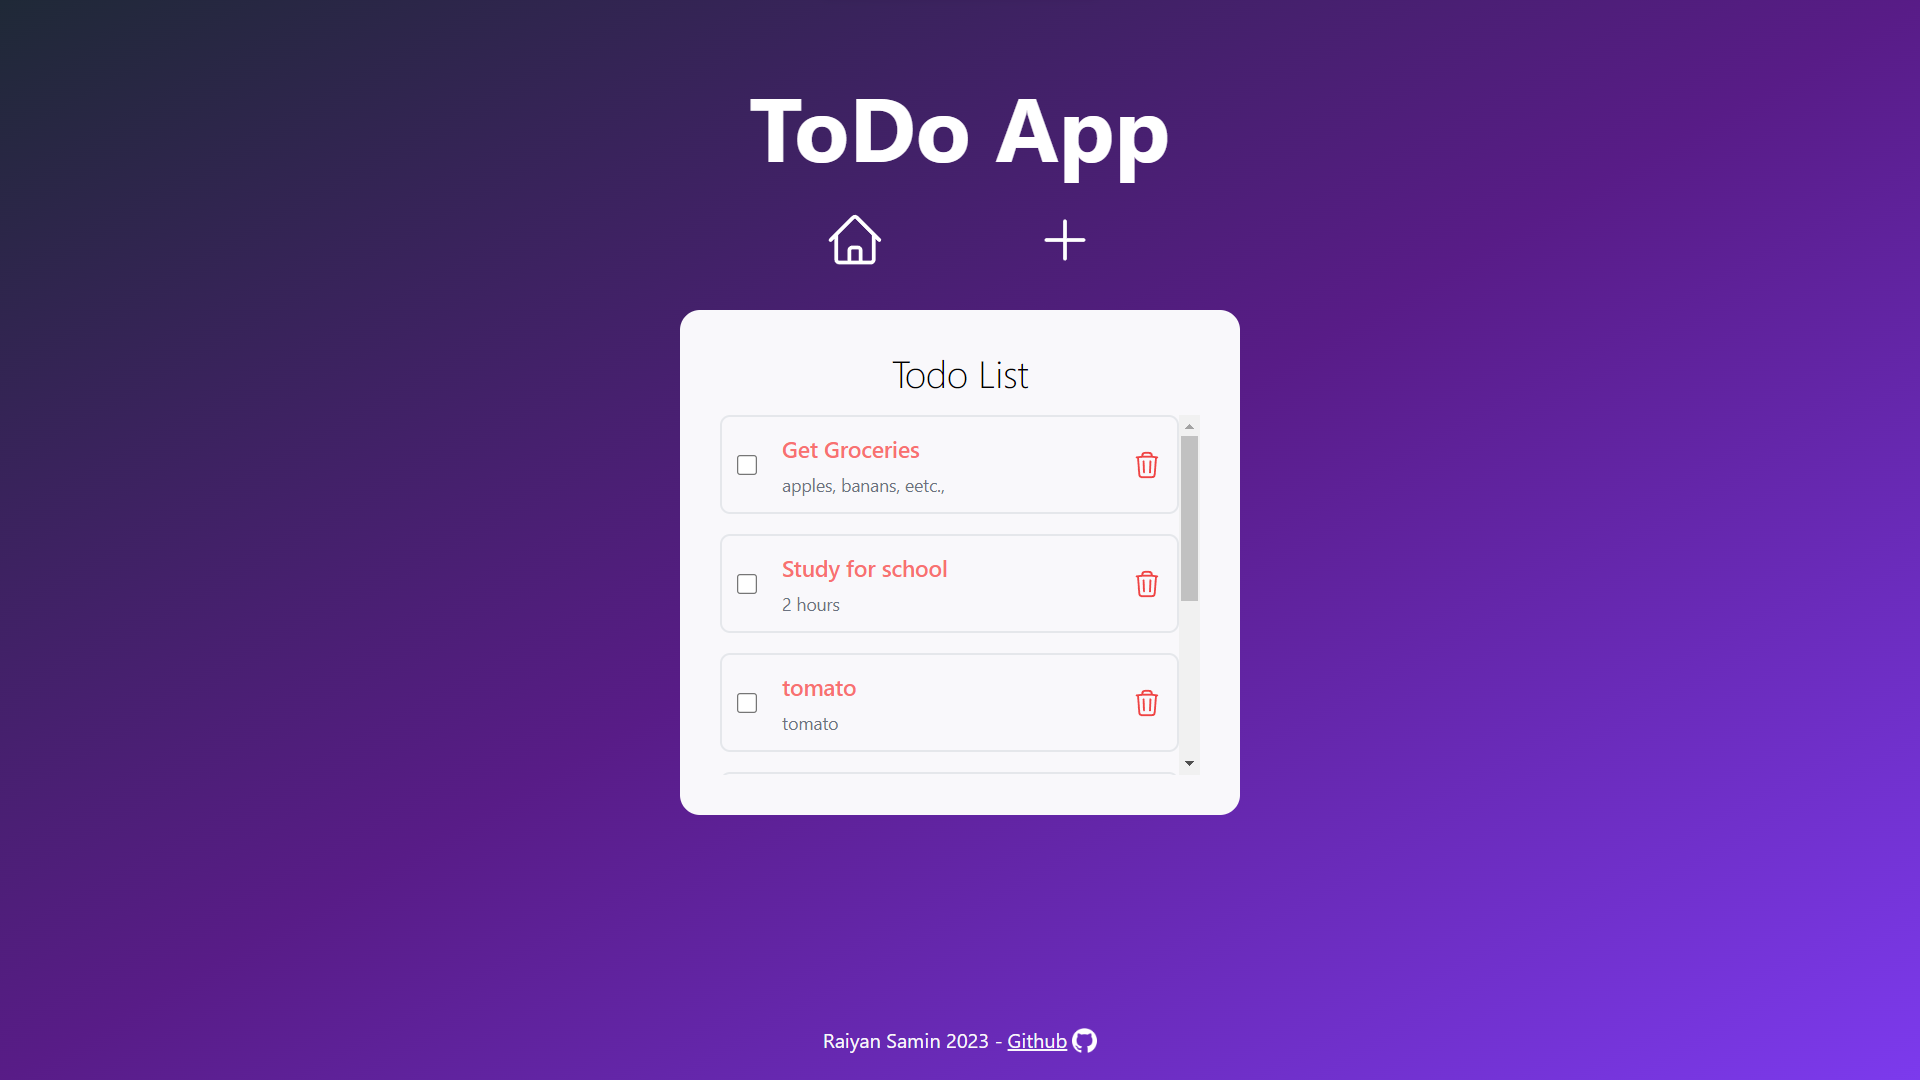 ToDo App
Todo List
Get Groceries
apples, banans, eetc.,
Study for school
2 hours
tomato
tomato
Raiyan Samin 2023 - Github